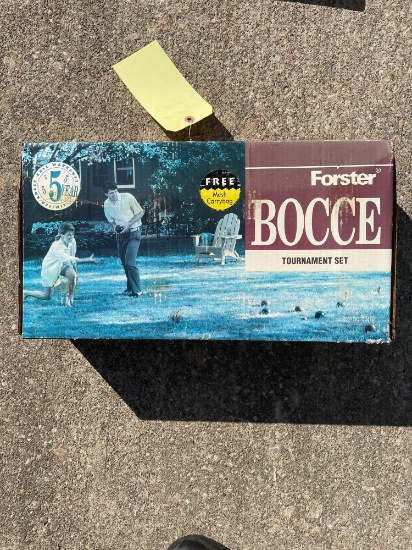 5
YEAR
FREE
Mesh
Carrybag
Forster®
BOCCE
TOURNAMENT SET